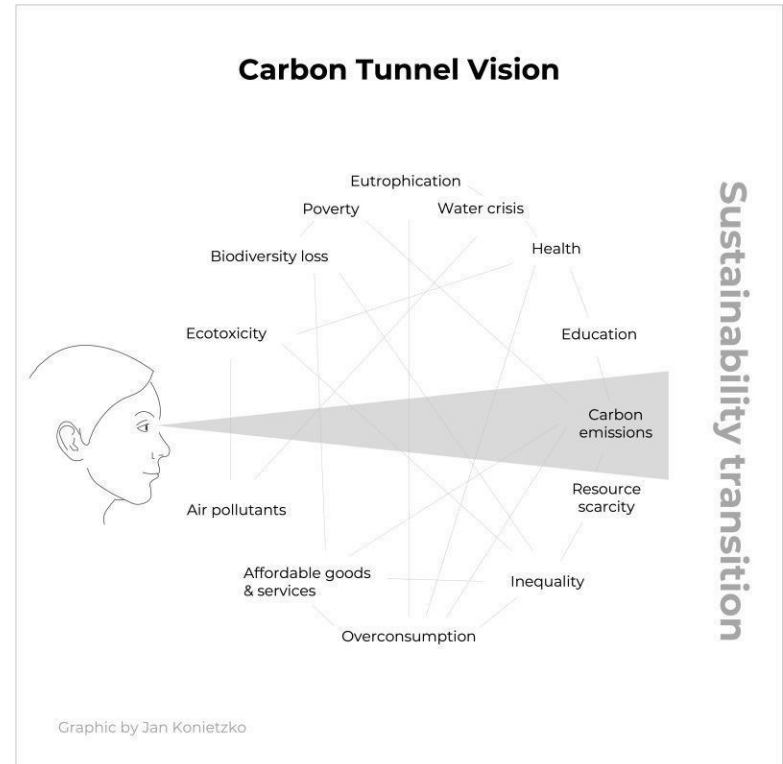 Carbon Tunnel Vision
Eutrophication
Poverty
Water crisis
Biodiversity loss
Health
Ecotoxicity
Education
Carbon
emissions
Resource
scarcity
Air pollutants
Affordable goods
& services
Inequality
Overconsumption
Sustainability transition
Graphic by Jan Konietzko